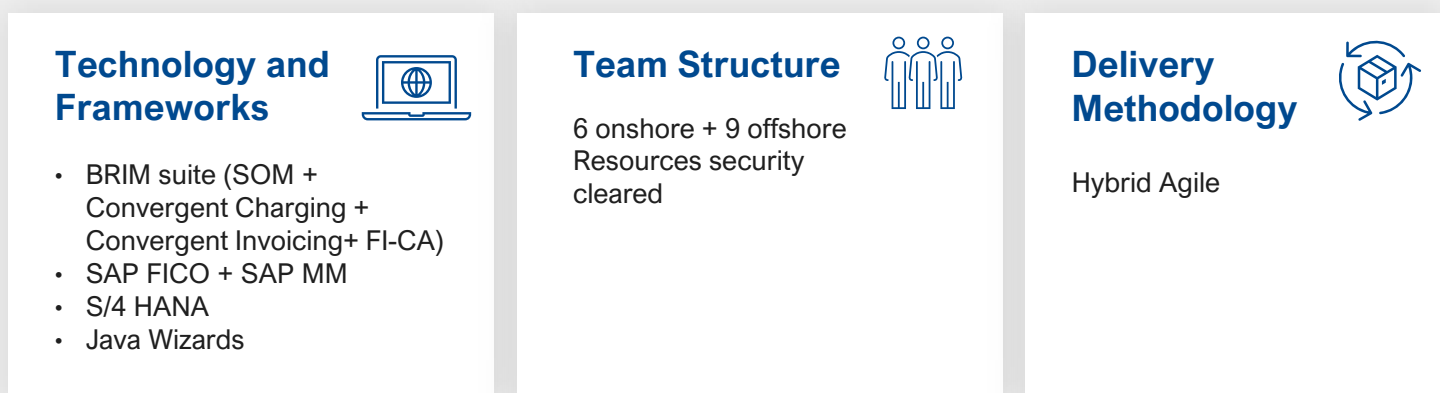 Technology and
Frameworks
• BRIM suite (SOM +
Convergent Charging +
Convergent Invoicing+ FI-CA)
• SAP FICO + SAP MM
• S/4 HANA
• Java Wizards
Team Structure
6 onshore + 9 offshore
Resources security
cleared
Delivery
Methodology
Hybrid Agile